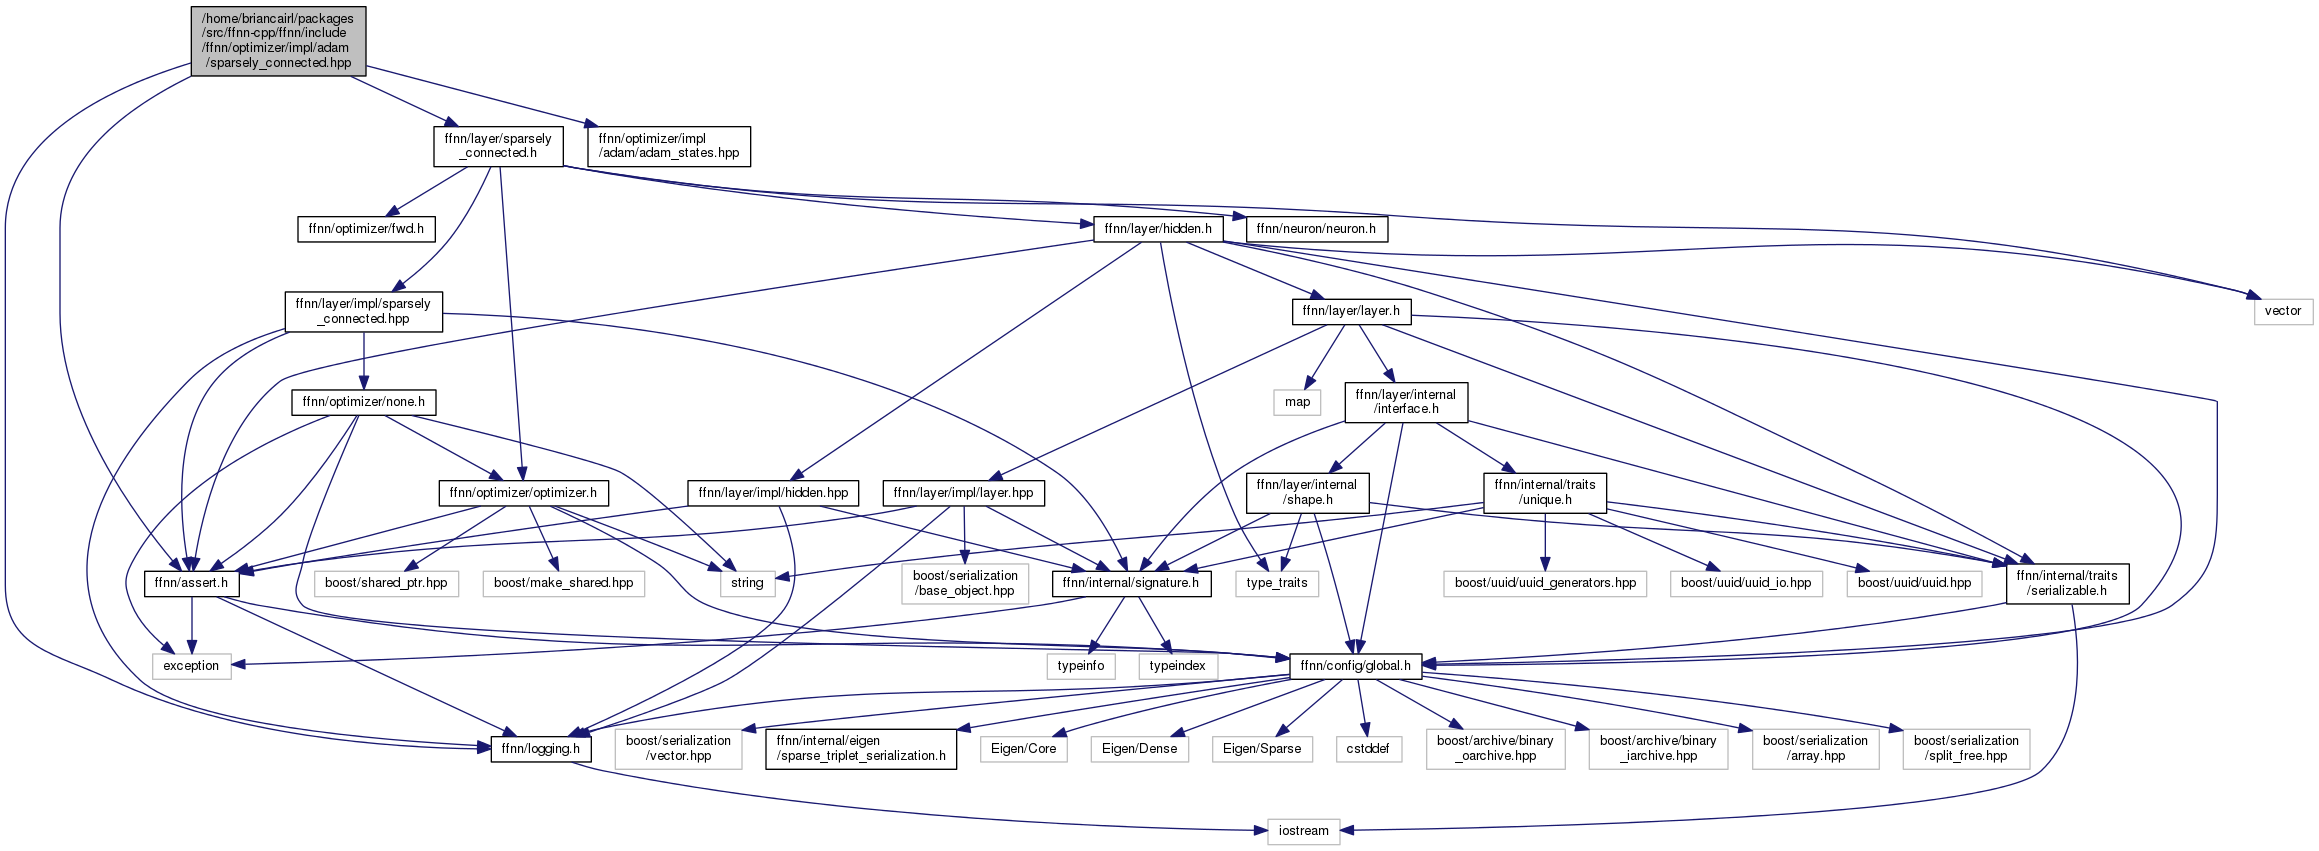 /home/briancairl/packages
/src/ffnn-cpp/ffnn/include
/ffnn/optimizer/impl/adam
/sparsely_connected.hpp
ffnn/layer/sparsely
_connected.h
ffnn/optimizer/impl
/adam/adam_states.hpp
ffnn/optimizer/fwd.h
ffnn/layer/hidden.h
ffnn/neuron/neuron.h
ffnn/layer/impl/sparsely
_connected.hpp
ffnn/layer/layer.h
vector
ffnn/optimizer/none.h
map
ffnn/layer/internal
/interface.h
ffnn/optimizer/optimizer.h
ffnn/layer/impl/hidden.hpp
ffnn/layer/impl/layer.hpp
ffnn/layer/internal
/shape.h
ffnn/internal/traits
/unique.h
ffnn/assert.h
boost/shared_ptr.hpp
boost/make_shared.hpp
string
boost/serialization
/base_object.hpp
ffnn/internal/signature.h
type_traits
boost/uuid/uuid_generators.hpp
boost/uuid/uuid_io.hpp
boost/uuid/uuid.hpp
ffnn/internal/traits
/serializable.h
exception
typeinfo
typeindex
ffnn/config/global.h
ffnn/logging.h
boost/serialization
/vector.hpp
ffnn/internal/eigen
/sparse_triplet_serialization.h
Eigen/Core
Eigen/Dense
Eigen/Sparse
cstddef
boost/archive/binary
_oarchive.hpp
boost/archive/binary
_iarchive.hpp
boost/serialization
/array.hpp
boost/serialization
/split_free.hpp
iostream